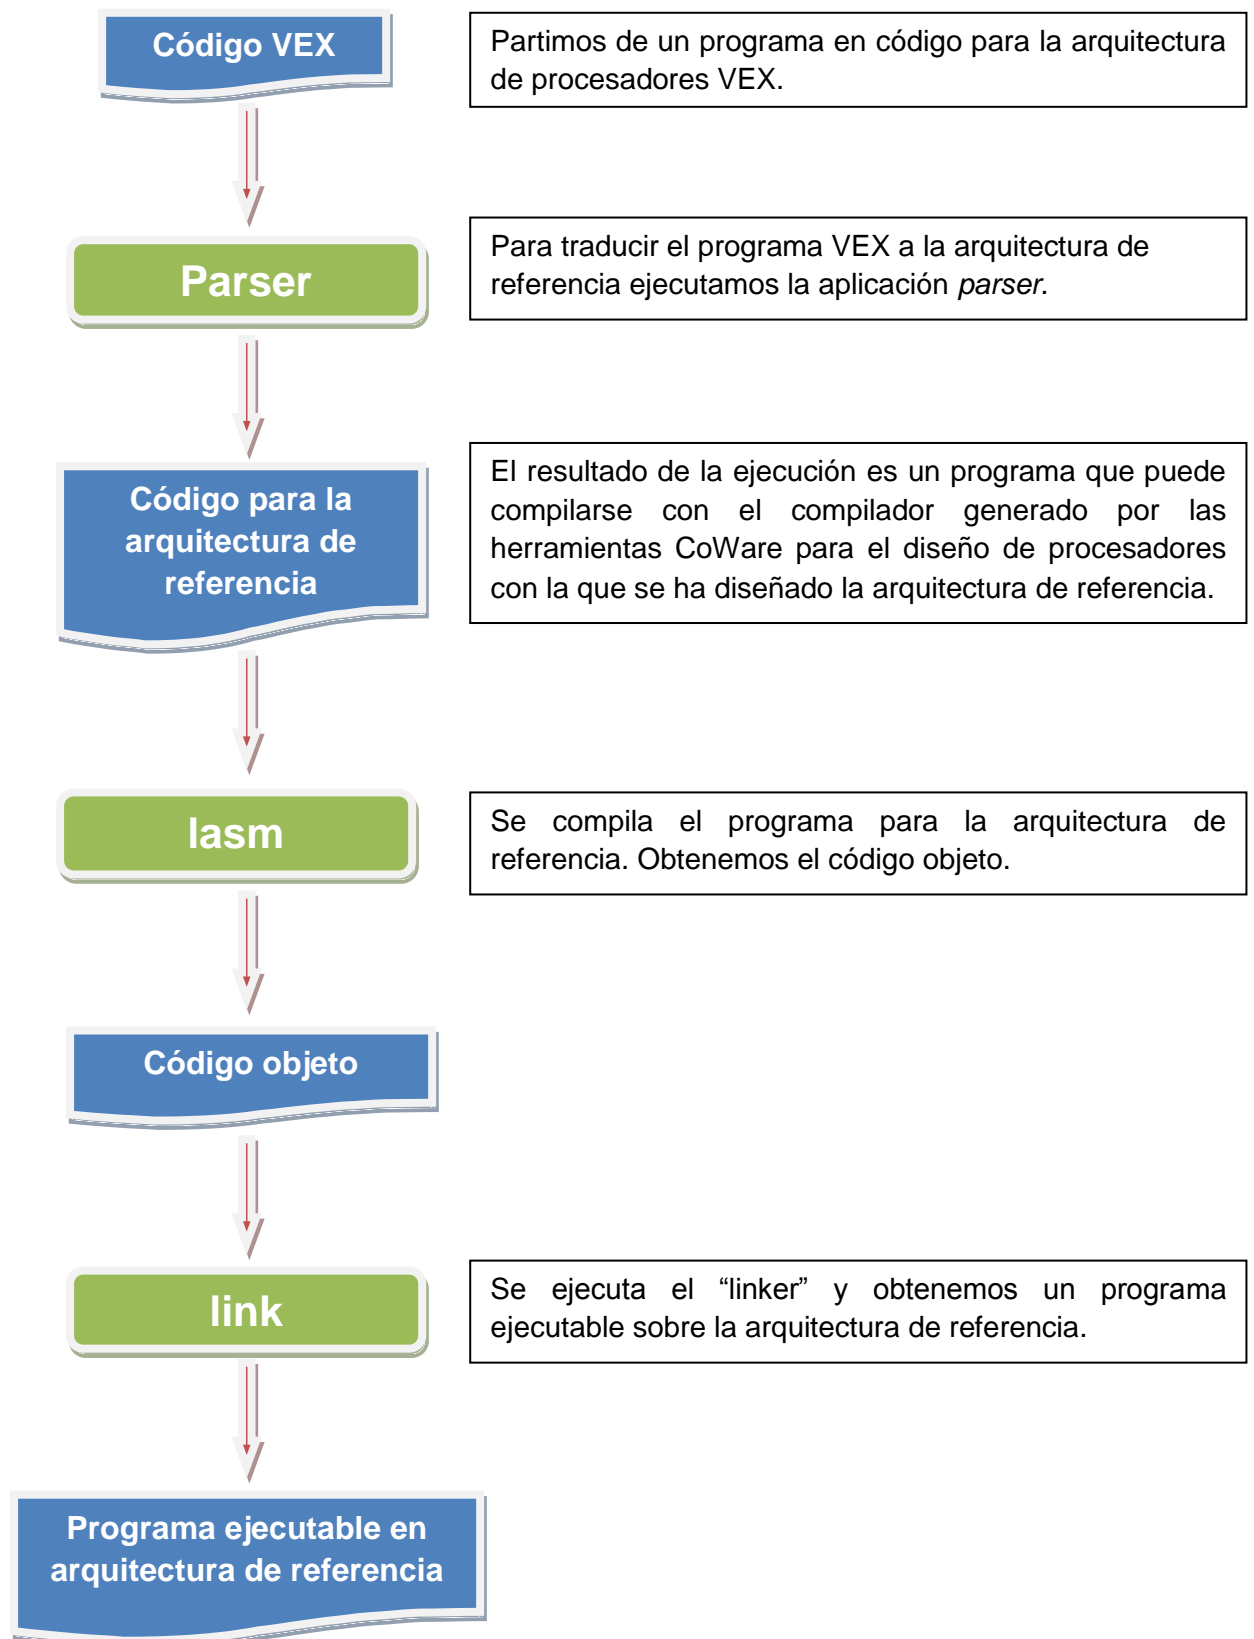 Código VEX
Partimos de un programa en código para la arquitectura
de procesadores VEX.
Parser
Para traducir el programa VEX a la arquitectura de
referencia ejecutamos la aplicación parser.
Código para la
arquitectura de
referencia
El resultado de la ejecución es un programa que puede
compilarse con el compilador generado por las
herramientas CoWare para el diseño de procesadores
con la que se ha diseñado la arquitectura de referencia.
lasm
Se compila el programa para la arquitectura de
referencia. Obtenemos el código objeto.
Código objeto
link
Se ejecuta el “linker” y obtenemos un programa
ejecutable sobre la arquitectura de referencia.
Programa ejecutable en
arquitectura de referencia